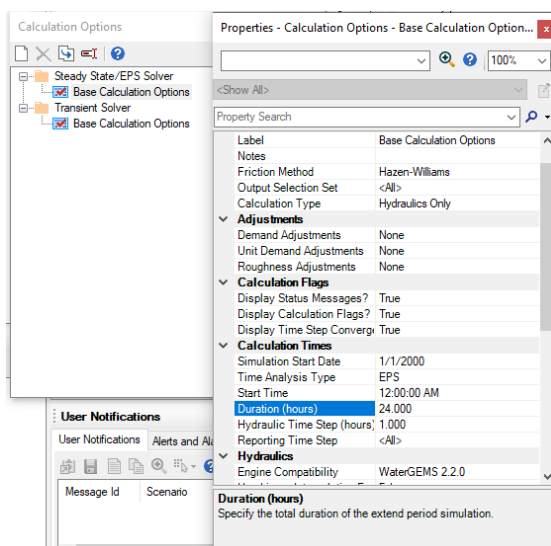 Calculation Options
Steady State/EPS Solver
Base Calculation Options
Transient Solver
Base Calculation Options
Properties - Calculation Options - Base Calculation Option...
100%
<Show All>
Property Search
Label Base Calculation Options
Notes
Friction Method Hazen-Williams
Output Selection Set <All>
Calculation Type Hydraulics Only
Adjustments
Demand Adjustments None
Unit Demand Adjustments None
Roughness Adjustments None
Calculation Flags
Display Status Messages? True
Display Calculation Flags? True
Display Time Step Converge True
Calculation Times
Simulation Start Date 1/1/2000
Time Analysis Type EPS
Start Time 12:00:00 AM
Duration (hours) 24.000
Hydraulic Time Step (hours) 1.000
Reporting Time Step <All>
Hydraulics
Engine Compatibility WaterGEMS 2.2.0
Duration (hours)
Specify the total duration of the extend period simulation.
User Notifications
User Notifications Alerts and Ala
Message Id Scenario